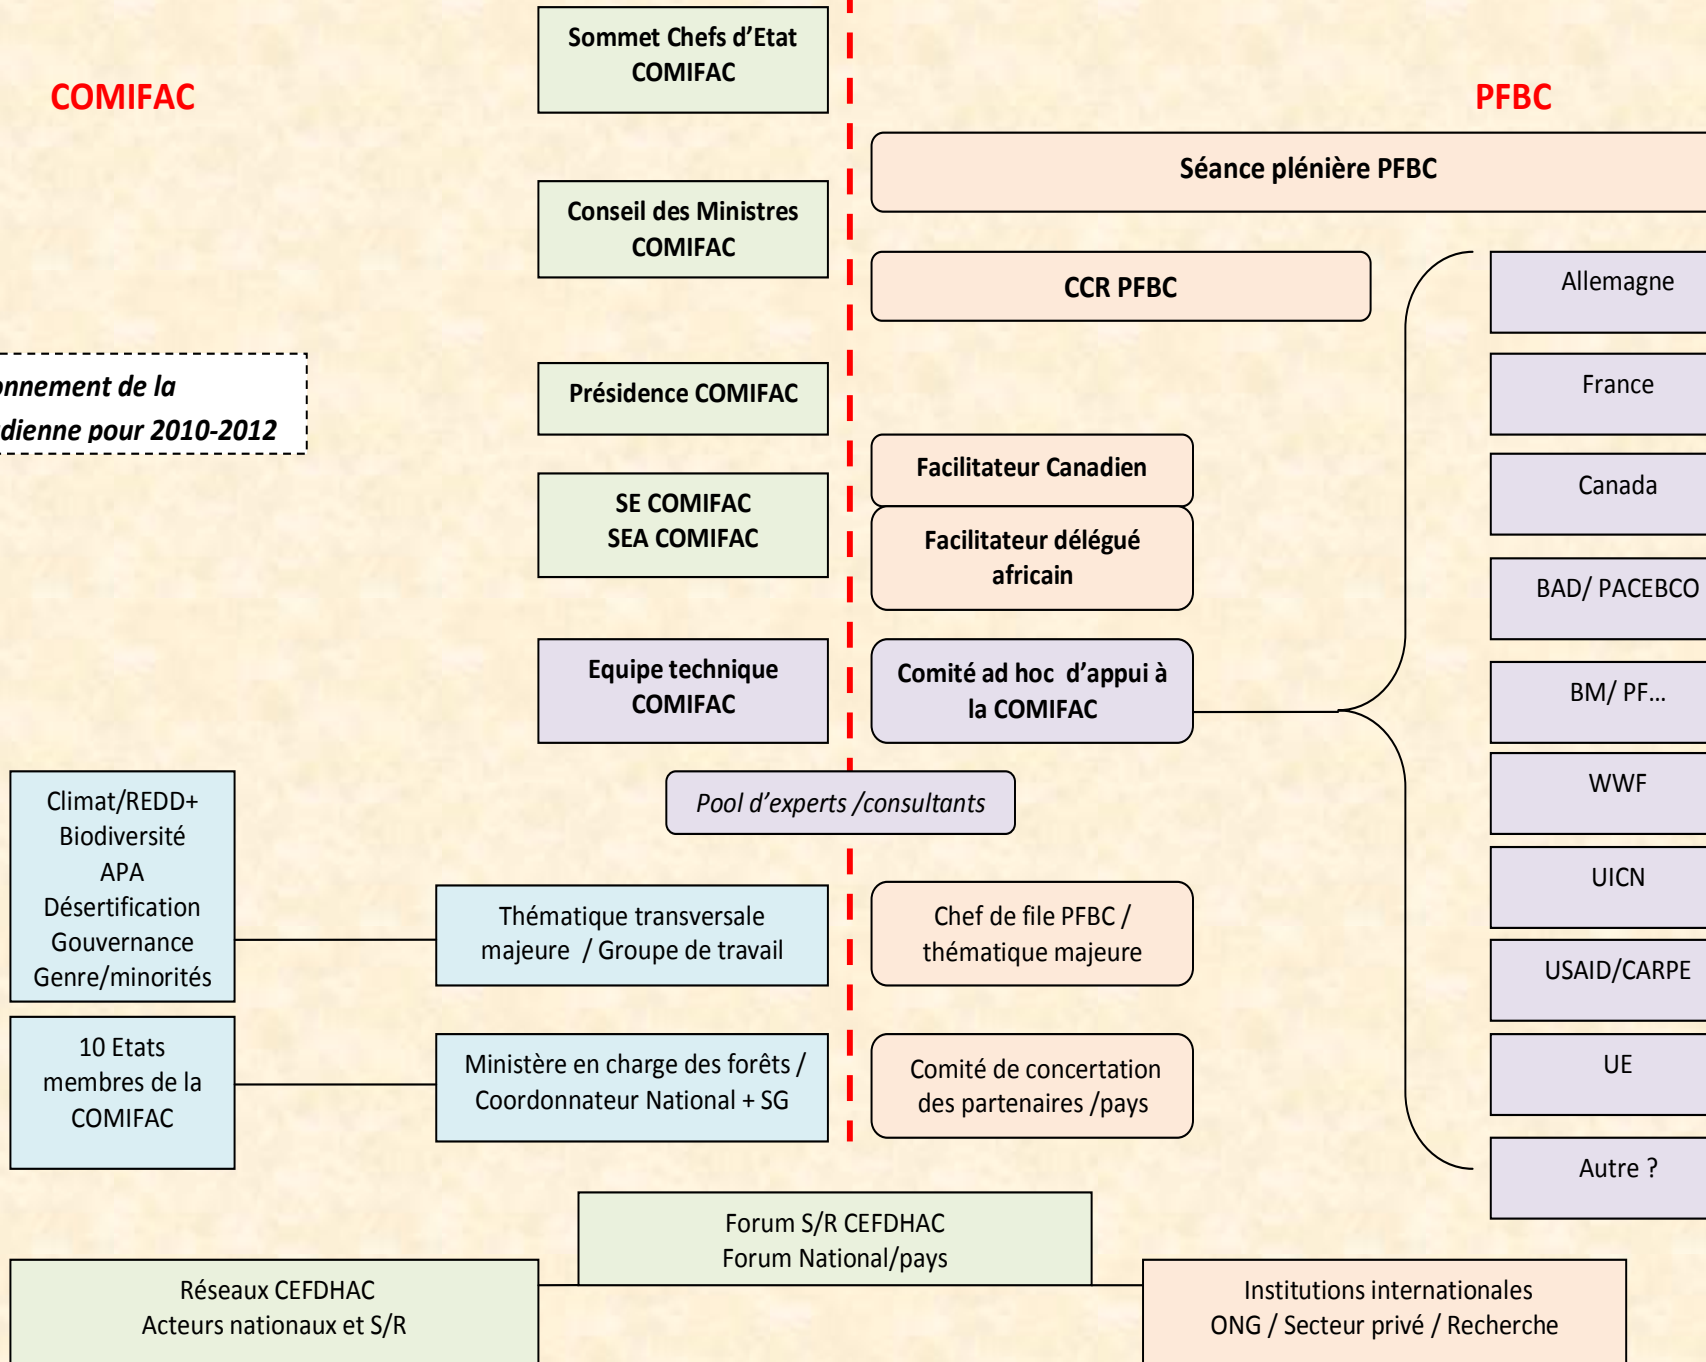 Sommet Chefs d'Etat
COMIFAC
COMIFAC
PFBC
Séance plénière PFBC
Conseil des Ministres
COMIFAC
CCR PFBC
Allemagne
onnement de la
dienne pour 2010-2012
Présidence COMIFAC
France
Facilitateur Canadien
SE COMIFAC
SEA COMIFAC
Canada
Facilitateur délégué
africain
BAD/ PACEBCO
Equipe technique
COMIFAC
Comité ad hoc d'appui à
la COMIFAC
BM/ PF...
WWF
Pool d'experts /consultants
Climat/REDD+
Biodiversité
APA
Désertification
Gouvernance
Genre/minorités
Thématique transversale
majeure / Groupe de travail
Chef de file PFBC /
thématique majeure
UICN
USAID/CARPE
10 Etats
membres de la
COMIFAC
Ministère en charge des forêts /
Coordonnateur National + SG
Comité de concertation
des partenaires /pays
UE
Autre ?
Forum S/R CEFDHAC
Forum National/pays
Réseaux CEFDHAC
Acteurs nationaux et S/R
Institutions internationales
ONG / Secteur privé / Recherche